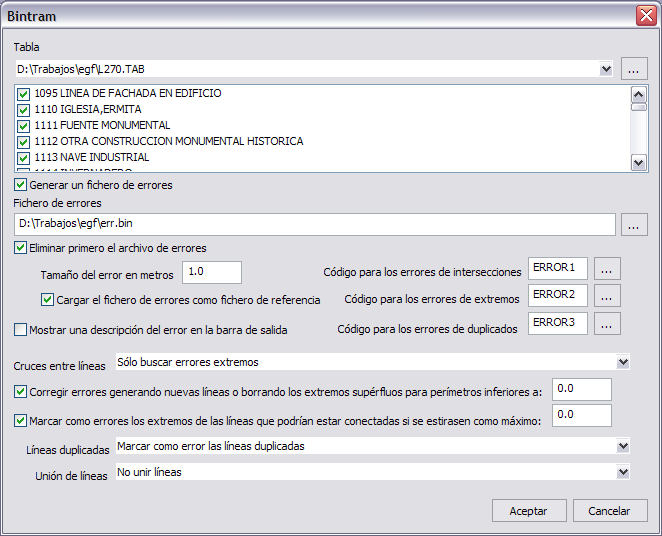 Bintram
Tabla
D:\Trabajos\egf\L270.TAB
...
1095 LINEA DE FACHADA EN EDIFICIO
1110 IGLESIA,ERMITA
1111 FUENTE MONUMENTAL
1112 OTRA CONSTRUCCION MONUMENTAL HISTORICA
1113 NAVE INDUSTRIAL
1114 INVERNADERO
Generar un fichero de errores
Fichero de errores
D:\Trabajos\egf\err.bin
...
Eliminar primero el archivo de errores
Tamaño del error en metros
1.0
Código para los errores de intersecciones
ERROR1
...
Cargar el fichero de errores como fichero de referencia
Código para los errores de extremos
ERROR2
...
Mostrar una descripción del error en la barra de salida
Código para los errores de duplicados
ERROR3
...
Cruces entre líneas
Sólo buscar errores extremos
Corregir errores generando nuevas líneas o borrando los extremos supérfluos para perímetros inferiores a:
0.0
Marcar como errores los extremos de las líneas que podrían estar conectadas si se estirasen como máximo:
0.0
Líneas duplicadas
Marcar como error las líneas duplicadas
Unión de líneas
No unir líneas
Aceptar
Cancelar